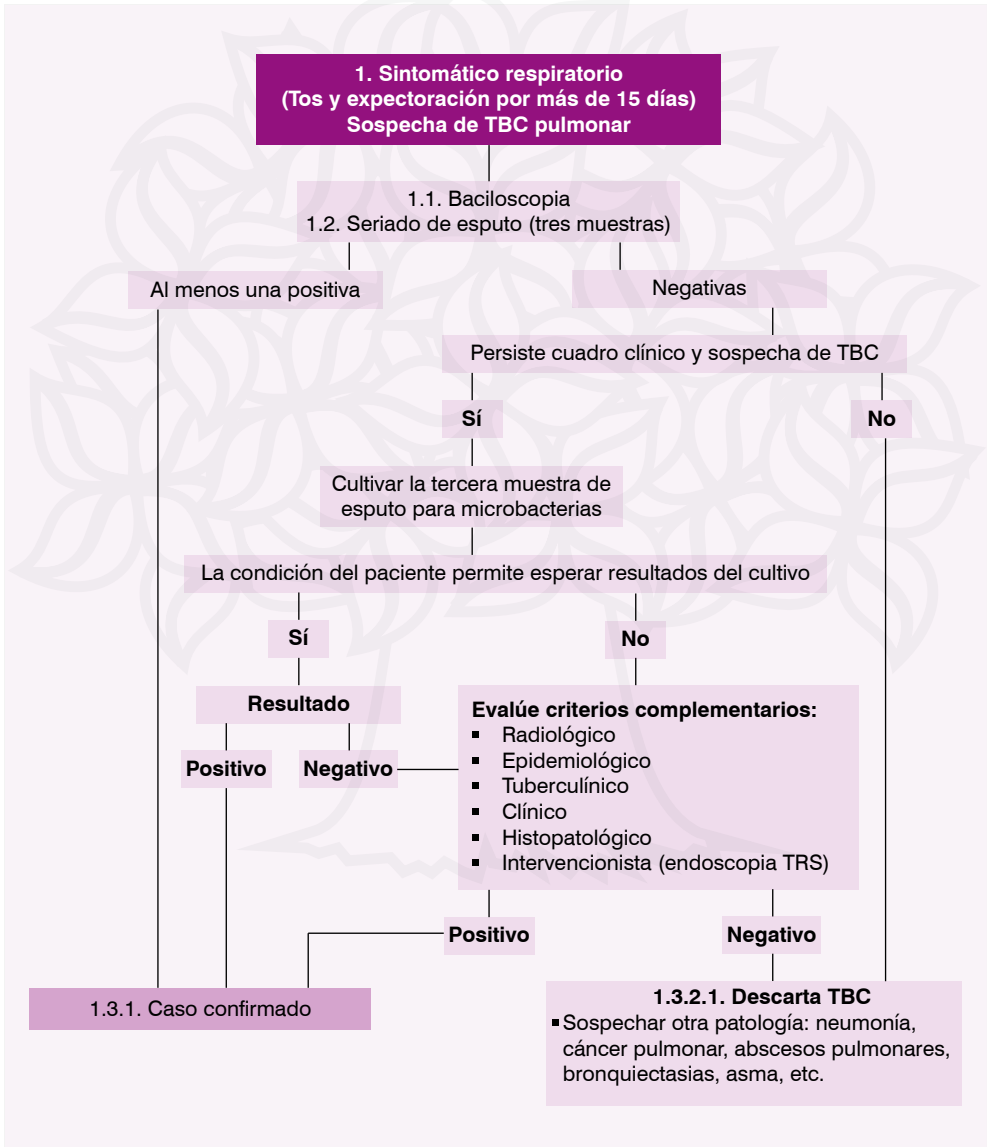 1. Sintomático respiratorio
(Tos y expectoración por más de 15 días)
Sospecha de TBC pulmonar
1.1. Baciloscopia
1.2. Seriado de esputo (tres muestras)
Al menos una positiva
Negativas
Persiste cuadro clínico y sospecha de TBC
Sí
No
Cultivar la tercera muestra de
esputo para microbacterias
La condición del paciente permite esperar resultados del cultivo
Sí
No
Resultado
Positivo
Negativo
Evalúe criterios complementarios:
▪ Radiológico
▪ Epidemiológico
▪ Tuberculínico
▪ Clínico
▪ Histopatológico
▪ Intervencionista (endoscopia TRS)
Positivo
Negativo
1.3.1. Caso confirmado
1.3.2.1. Descarta TBC
▪ Sospechar otra patología: neumonía,
cáncer pulmonar, abscesos pulmonares,
bronquiectasias, asma, etc.